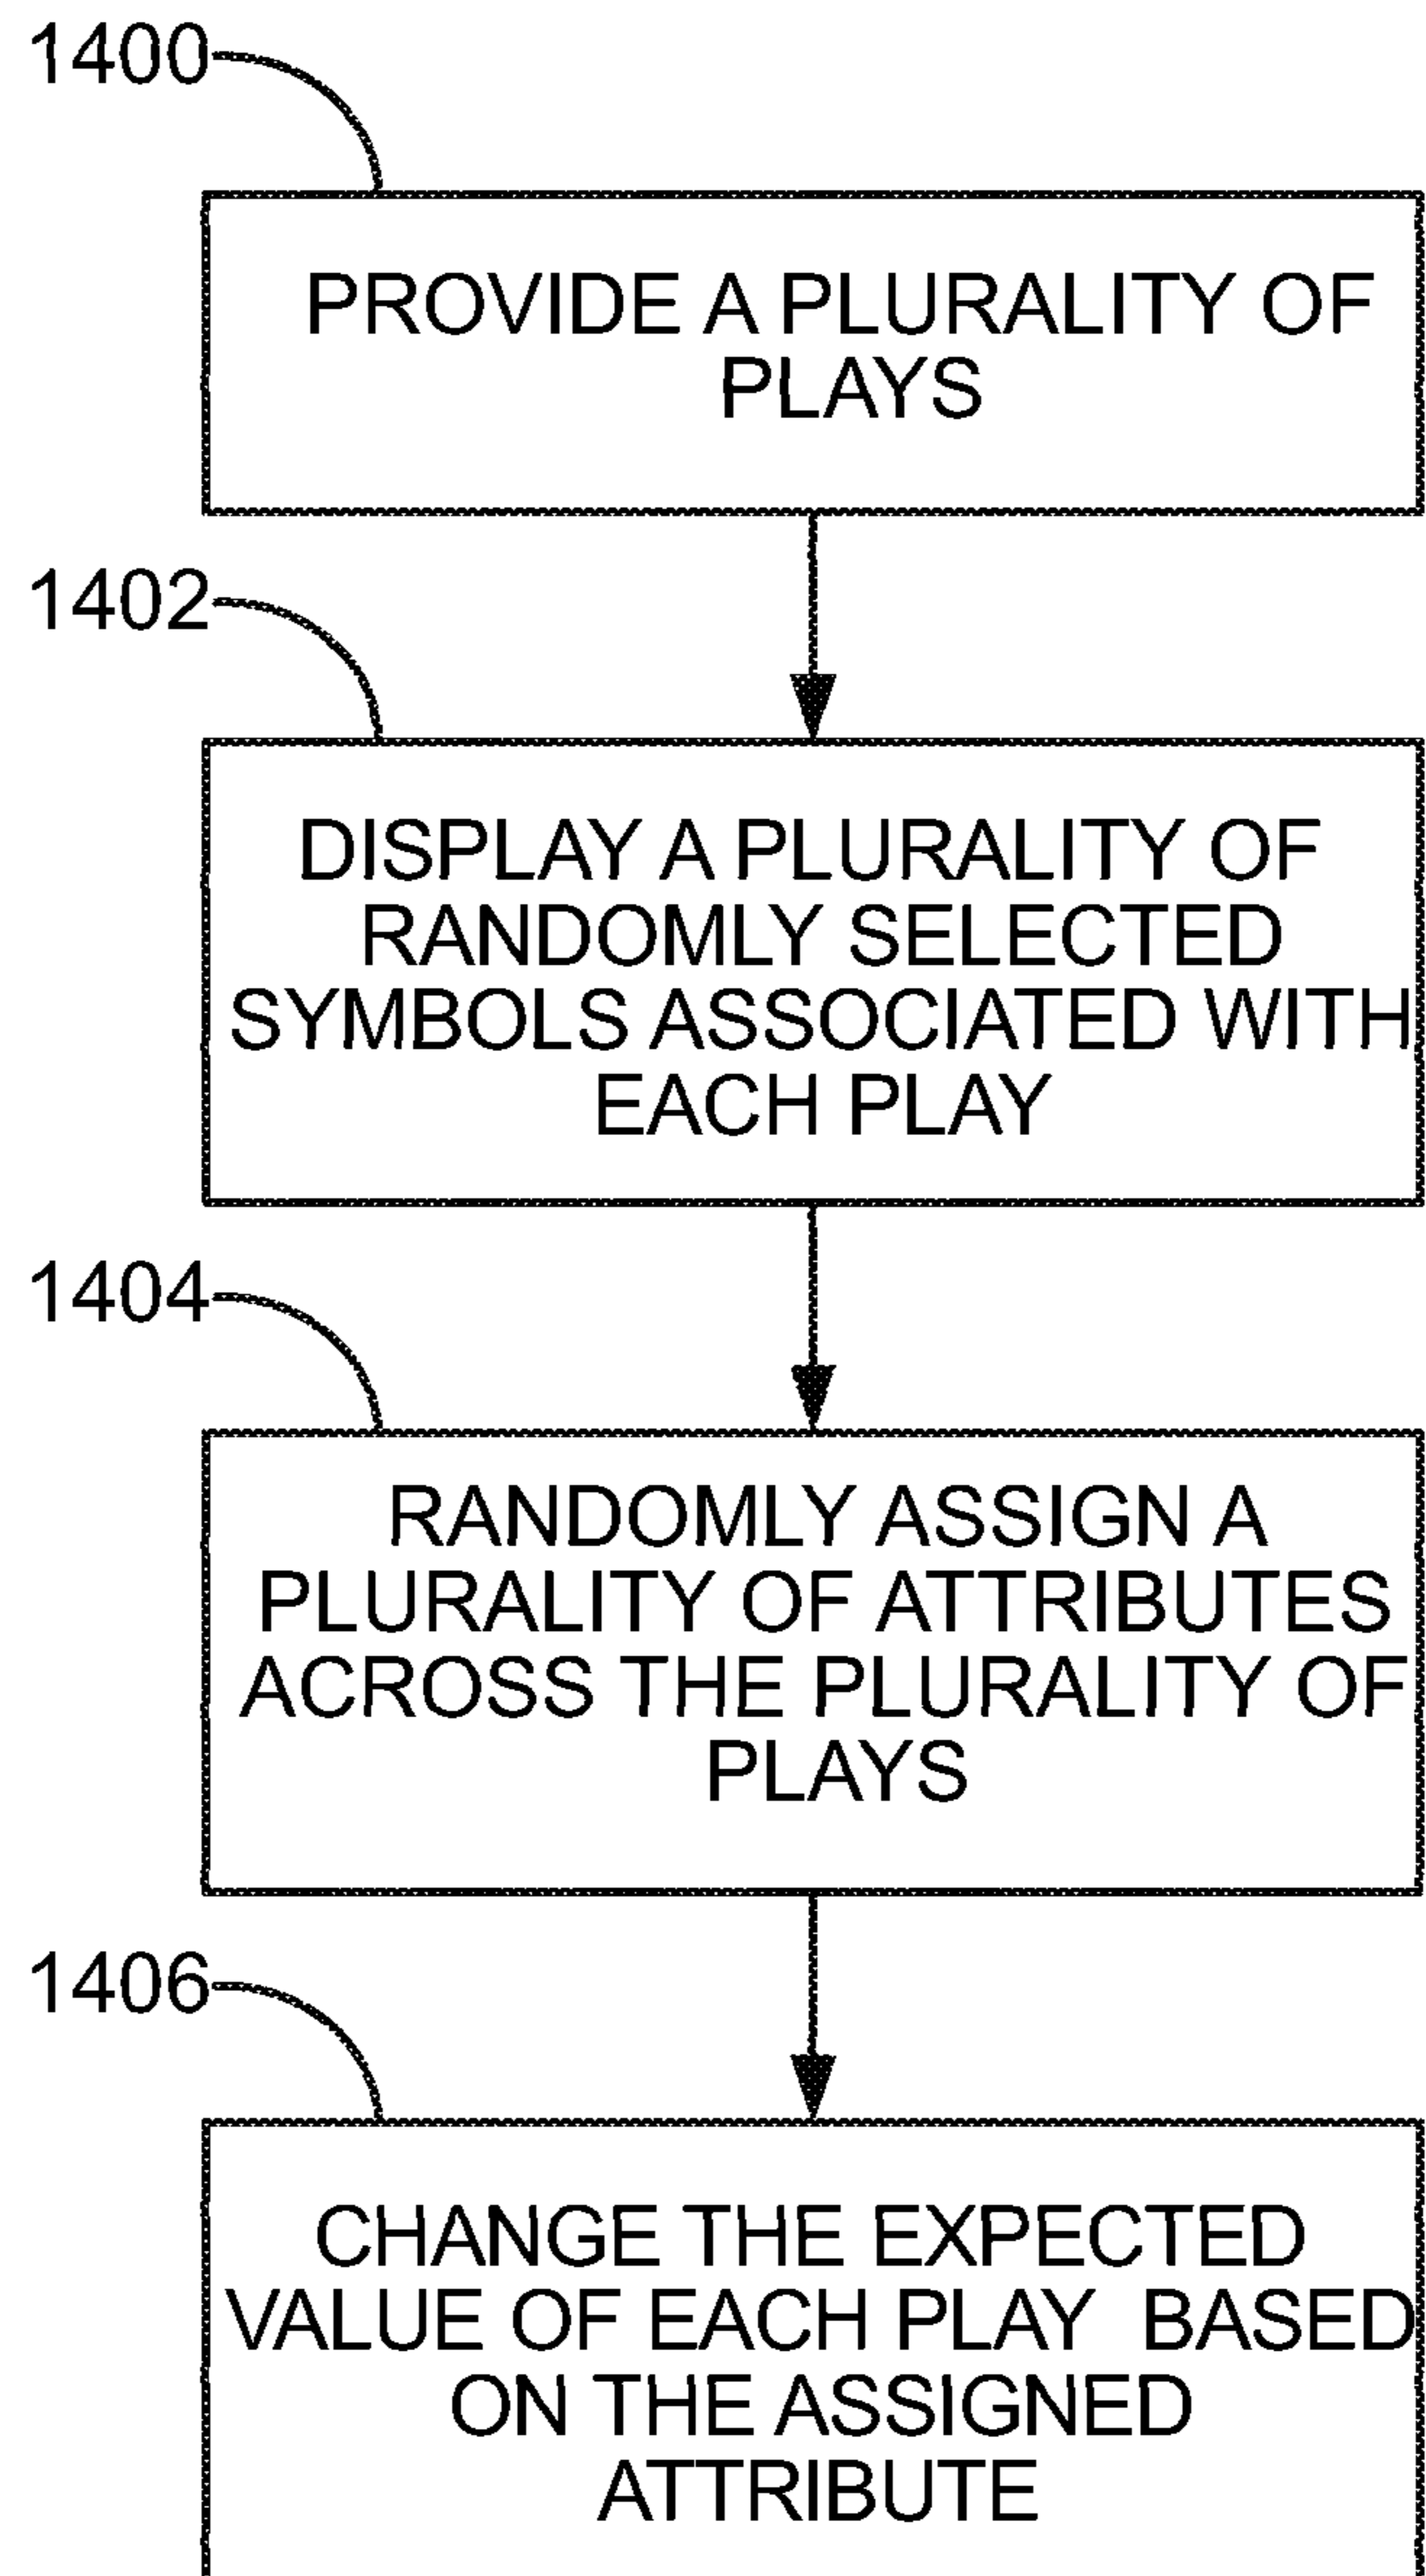 1400
PROVIDE A PLURALITY OF
PLAYS
1402
DISPLAY A PLURALITY OF
RANDOMLY SELECTED
SYMBOLS ASSOCIATED WITH
EACH PLAY
1404
RANDOMLY ASSIGN A
PLURALITY OF ATTRIBUTES
ACROSS THE PLURALITY OF
PLAYS
1406
CHANGE THE EXPECTED
VALUE OF EACH PLAY BASED
ON THE ASSIGNED
ATTRIBUTE